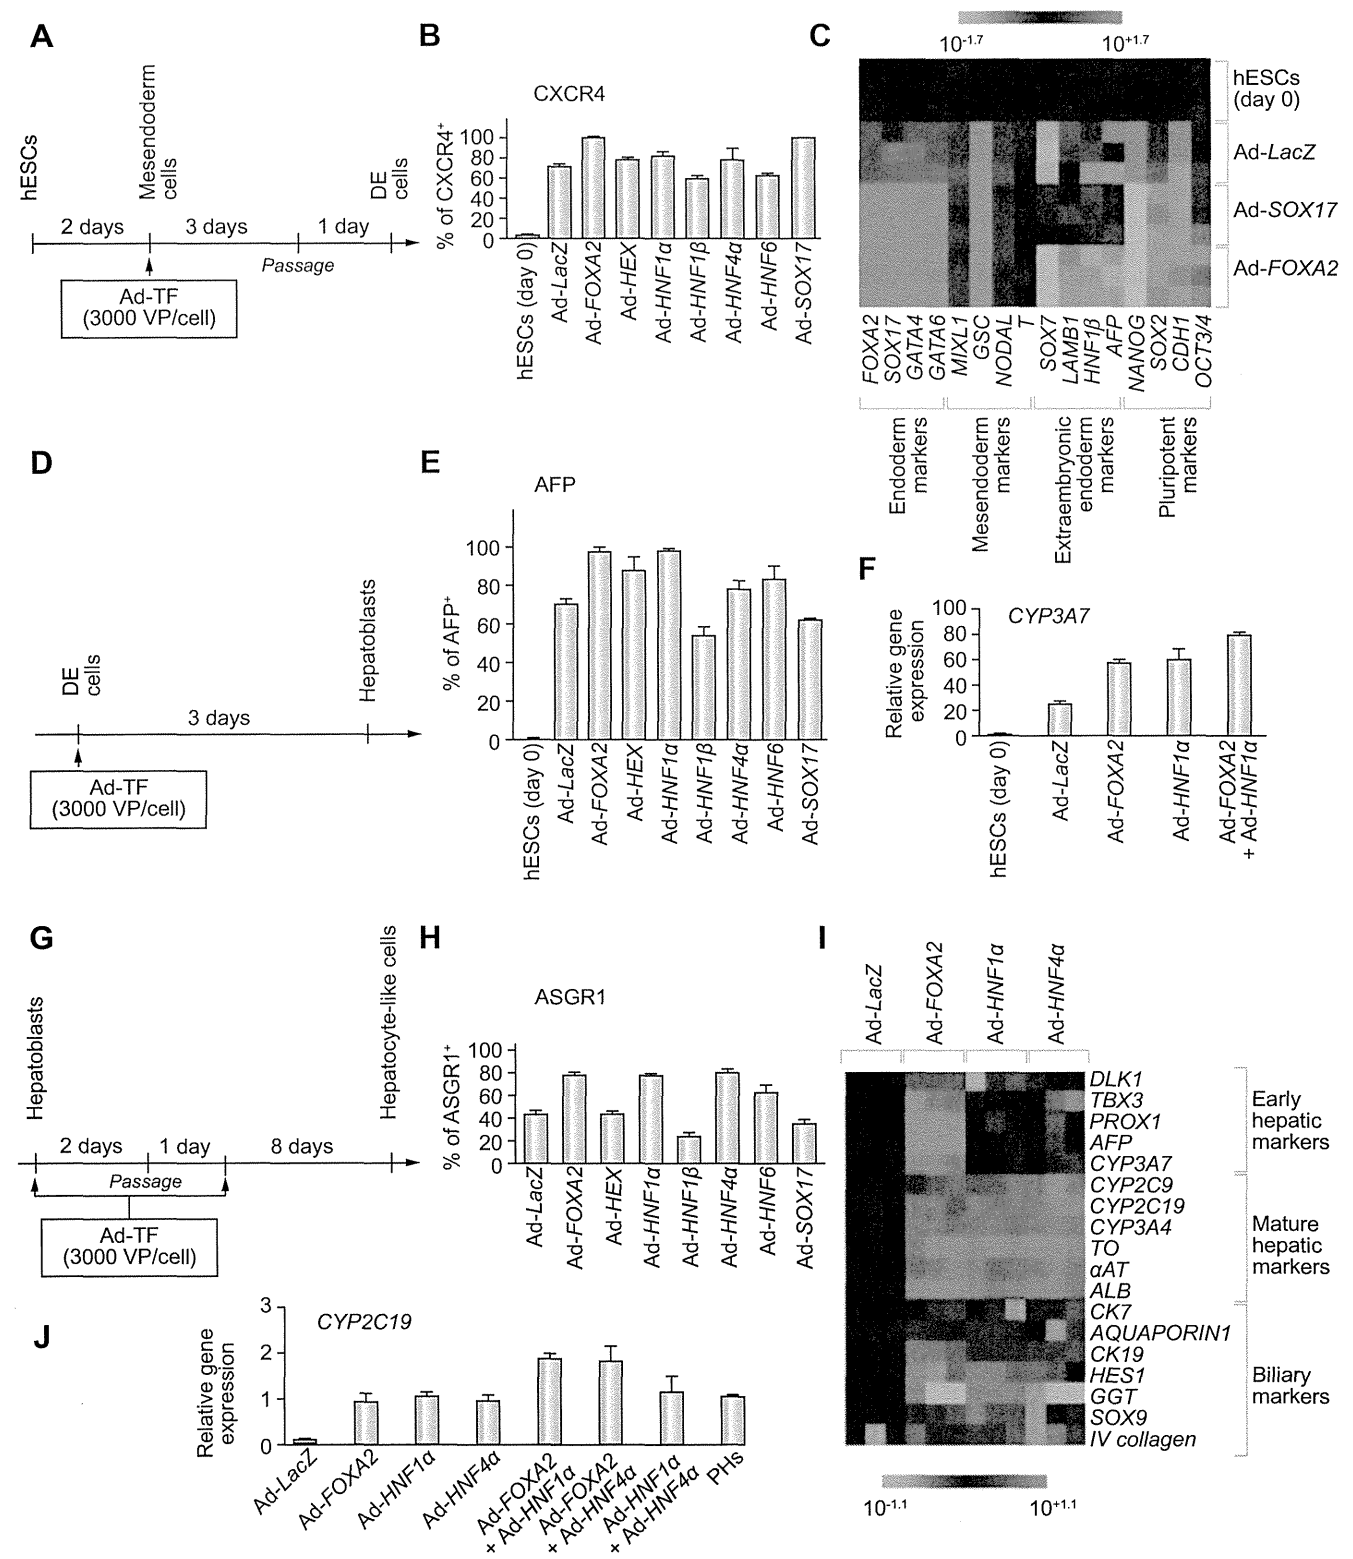 A
hESCs
Mesendoderm
cells
DE
cells
2 days
3 days
1 day
Passage
Ad-TF
(3000 VP/cell)
B
CXCR4
% of CXCR4+
100
80
60
40
20
0
hESCs (day 0)
Ad-LacZ
Ad-FOXA2
Ad-HEX
Ad-HNF1α
Ad-HNF1β
Ad-HNF4α
Ad-HNF6
Ad-SOX17
C
10-1.7
10+1.7
hESCs
(day 0)
Ad-LacZ
Ad-SOX17
Ad-FOXA2
FOXA2
SOX17
GATA4
GATA6
MIXL1
GSC
NODAL
T
SOX7
LAMB1
HNF1β
AFP
NANOG
SOX2
CDH1
OCT3/4
Endoderm
markers
Mesendoderm
markers
Extraembryonic
endoderm
markers
Pluripotent
markers
D
DE
cells
Hepatoblasts
3 days
Ad-TF
(3000 VP/cell)
E
AFP
% of AFP+
100
80
60
40
20
0
hESCs (day 0)
Ad-LacZ
Ad-FOXA2
Ad-HEX
Ad-HNF1α
Ad-HNF1β
Ad-HNF4α
Ad-HNF6
Ad-SOX17
F
CYP3A7
Relative gene
expression
100
80
60
40
20
0
hESCs (day 0)
Ad-LacZ
Ad-FOXA2
Ad-HNF1α
Ad-FOXA2
+ Ad-HNF1α
G
Hepatoblasts
Hepatocyte-like cells
2 days
1 day
8 days
Passage
Ad-TF
(3000 VP/cell)
H
ASGR1
% of ASGR1+
100
80
60
40
20
0
Ad-LacZ
Ad-FOXA2
Ad-HEX
Ad-HNF1α
Ad-HNF1β
Ad-HNF4α
Ad-HNF6
Ad-SOX17
I
Ad-LacZ
Ad-FOXA2
Ad-HNF1α
Ad-HNF4α
DLK1
TBX3
PROX1
AFP
CYP3A7
CYP2C9
CYP2C19
CYP3A4
TO
αAT
ALB
CK7
AQUAPORIN1
CK19
HES1
GGT
SOX9
IV collagen
Early
hepatic
markers
Mature
hepatic
markers
Biliary
markers
10-1.1
10+1.1
J
CYP2C19
Relative gene
expression
3
2
1
0
Ad-LacZ
Ad-FOXA2
Ad-HNF1α
Ad-HNF4α
Ad-FOXA2
+ Ad-HNF1α
Ad-FOXA2
+ Ad-HNF4α
Ad-HNF1α
+ Ad-HNF4α
PHs